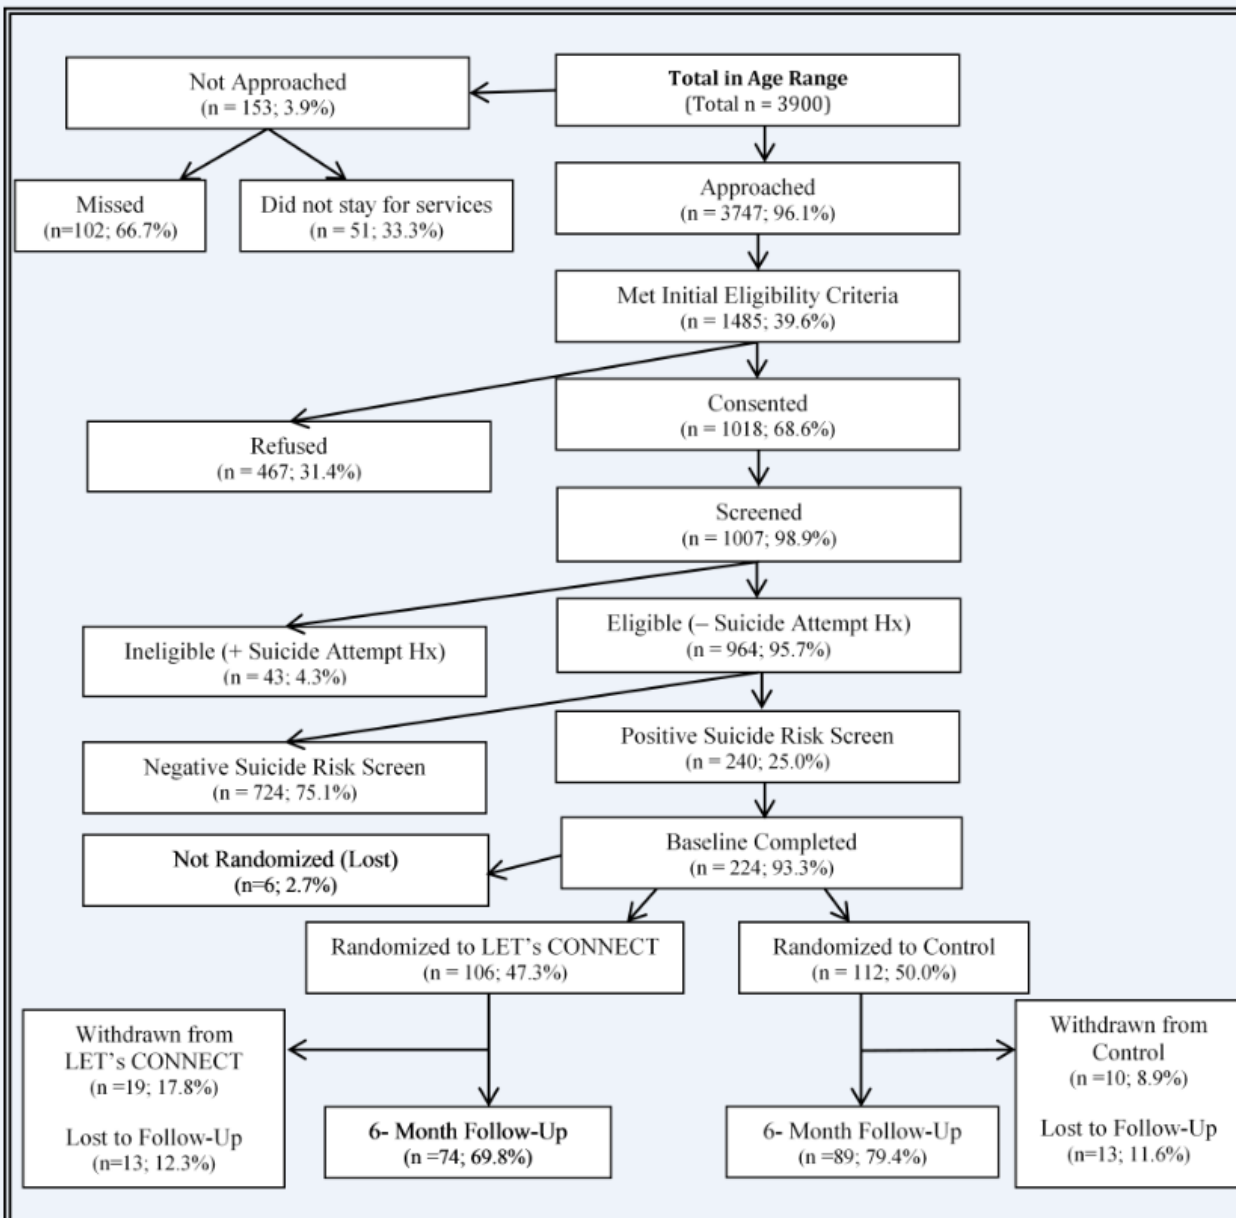 Total in Age Range
(Total n = 3900)
Not Approached
(n = 153; 3.9%)
Missed
(n=102; 66.7%)
Did not stay for services
(n = 51; 33.3%)
Approached
(n = 3747; 96.1%)
Met Initial Eligibility Criteria
(n = 1485; 39.6%)
Refused
(n = 467; 31.4%)
Consented
(n = 1018; 68.6%)
Screened
(n = 1007; 98.9%)
Ineligible (+ Suicide Attempt Hx)
(n = 43; 4.3%)
Eligible (– Suicide Attempt Hx)
(n = 964; 95.7%)
Negative Suicide Risk Screen
(n = 724; 75.1%)
Positive Suicide Risk Screen
(n = 240; 25.0%)
Not Randomized (Lost)
(n=6; 2.7%)
Baseline Completed
(n = 224; 93.3%)
Randomized to LET's CONNECT
(n = 106; 47.3%)
Randomized to Control
(n = 112; 50.0%)
Withdrawn from
LET's CONNECT
(n =19; 17.8%)
Lost to Follow-Up
(n=13; 12.3%)
6- Month Follow-Up
(n =74; 69.8%)
6- Month Follow-Up
(n =89; 79.4%)
Withdrawn from
Control
(n =10; 8.9%)
Lost to Follow-Up
(n=13; 11.6%)